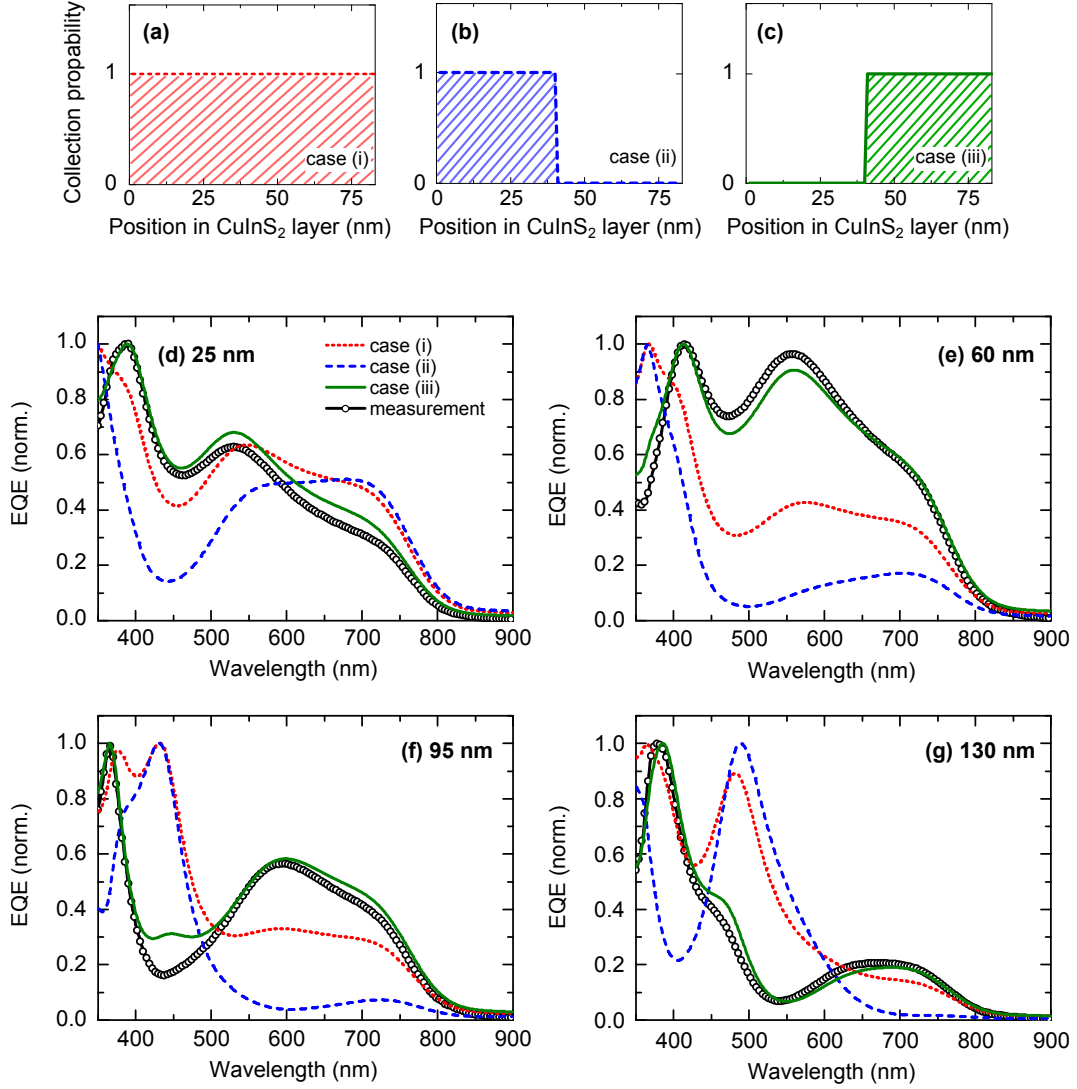 (a)
(b)
(c)
Collection propability
1
0
case (i)
0 25 50 75
Position in CuInS₂ layer (nm)
1
0
case (ii)
0 25 50 75
Position in CuInS₂ layer (nm)
1
0
case (iii)
0 25 50 75
Position in CuInS₂ layer (nm)
(d) 25 nm
case (i)
case (ii)
case (iii)
measurement
EQE (norm.)
1.0
0.8
0.6
0.4
0.2
0.0
400 500 600 700 800 900
Wavelength (nm)
(e) 60 nm
EQE (norm.)
1.0
0.8
0.6
0.4
0.2
0.0
400 500 600 700 800 900
Wavelength (nm)
(f) 95 nm
EQE (norm.)
1.0
0.8
0.6
0.4
0.2
0.0
400 500 600 700 800 900
Wavelength (nm)
(g) 130 nm
EQE (norm.)
1.0
0.8
0.6
0.4
0.2
0.0
400 500 600 700 800 900
Wavelength (nm)